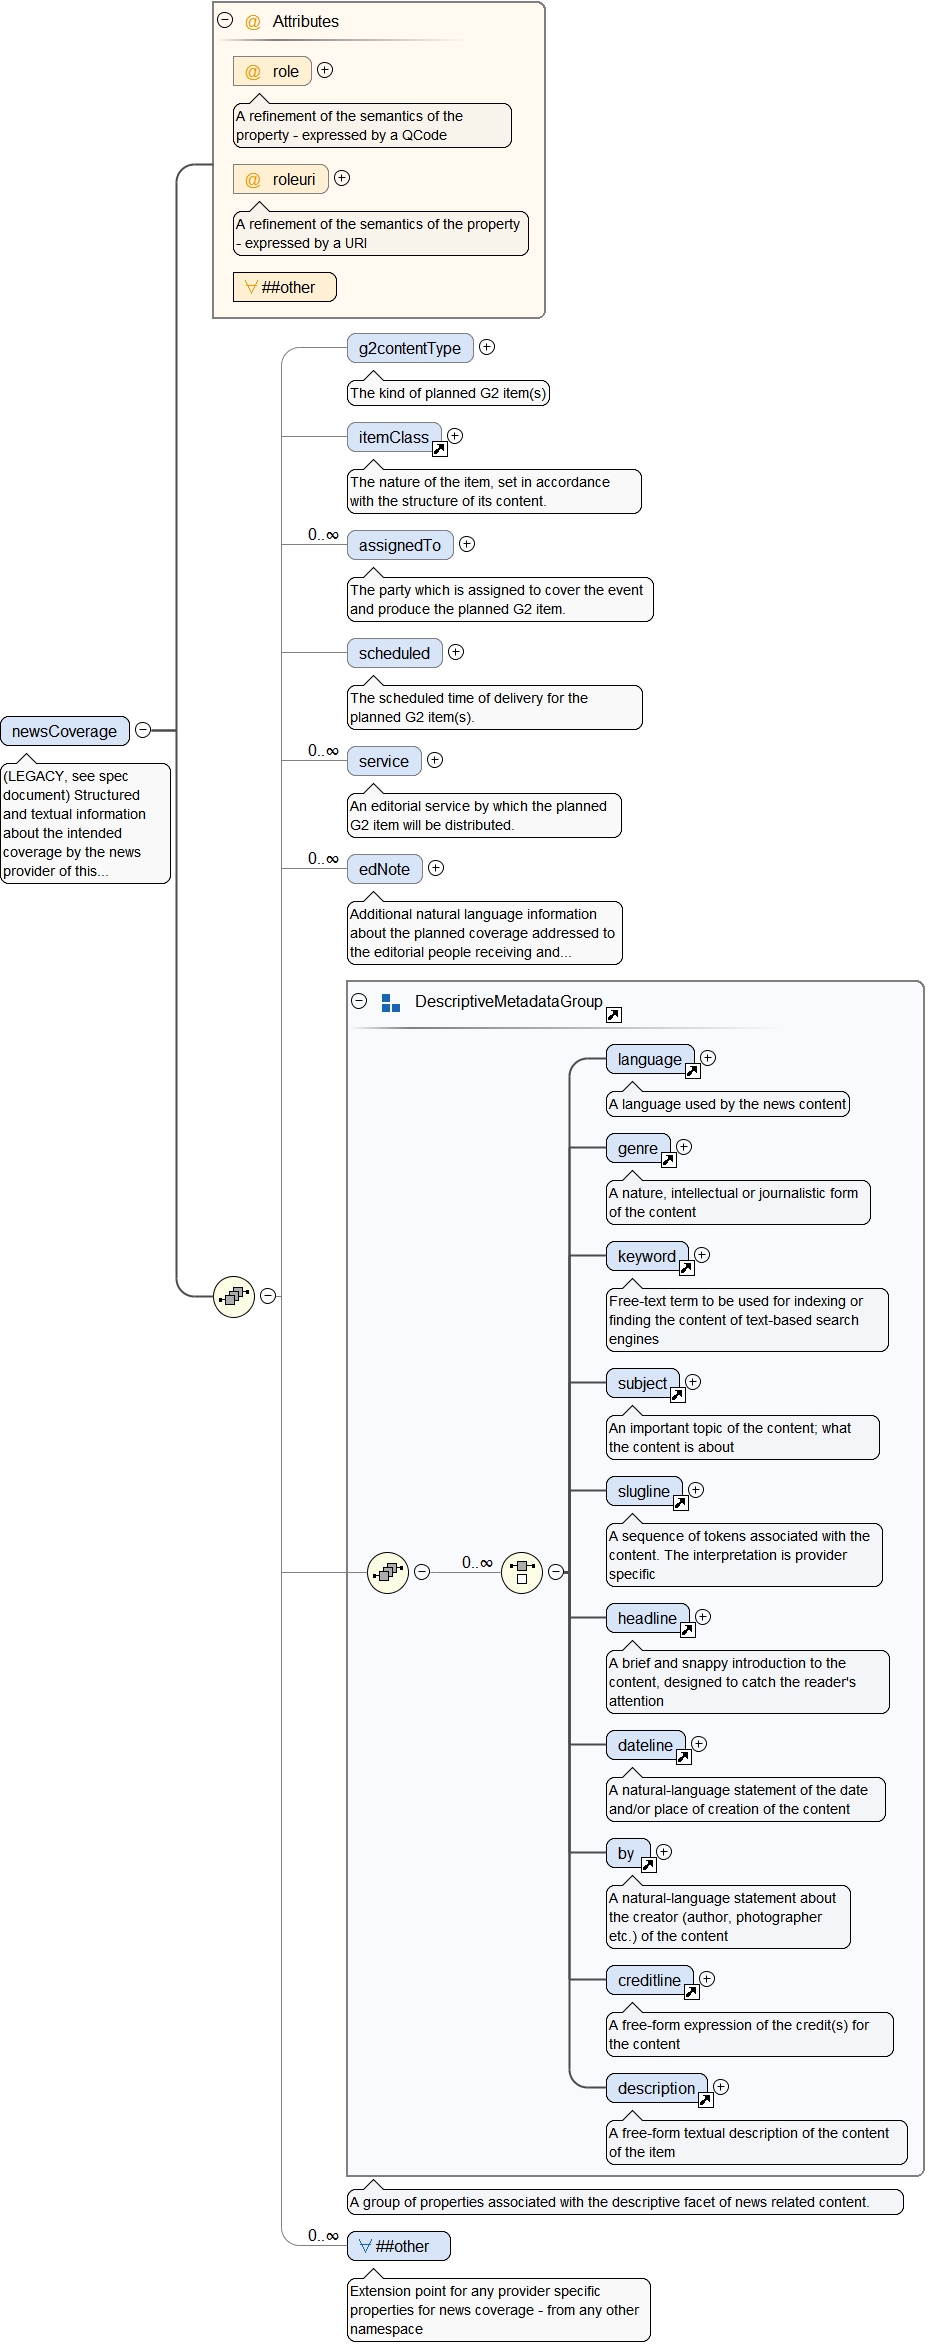 @ Attributes
@ role
A refinement of the semantics of the
property - expressed by a QCode
@ roleuri
A refinement of the semantics of the property
- expressed by a URI
##other
g2contentType
The kind of planned G2 item(s)
itemClass
The nature of the item, set in accordance
with the structure of its content.
0..∞
assignedTo
The party which is assigned to cover the event
and produce the planned G2 item.
scheduled
The scheduled time of delivery for the
planned G2 item(s).
newsCoverage
(LEGACY, see spec
document) Structured
and textual information
about the intended
coverage by the news
provider of this...
0..∞
service
An editorial service by which the planned
G2 item will be distributed.
0..∞
edNote
Additional natural language information
about the planned coverage addressed to
the editorial people receiving and...
DescriptiveMetadataGroup
language
A language used by the news content
genre
A nature, intellectual or journalistic form
of the content
keyword
Free-text term to be used for indexing or
finding the content of text-based search
engines
subject
An important topic of the content; what
the content is about
slugline
A sequence of tokens associated with the
content. The interpretation is provider
specific
0..∞
headline
A brief and snappy introduction to the
content, designed to catch the reader's
attention
dateline
A natural-language statement of the date
and/or place of creation of the content
by
A natural-language statement about
the creator (author, photographer
etc.) of the content
creditline
A free-form expression of the credit(s) for
the content
description
A free-form textual description of the content
of the item
A group of properties associated with the descriptive facet of news related content.
0..∞
##other
Extension point for any provider specific
properties for news coverage - from any other
namespace